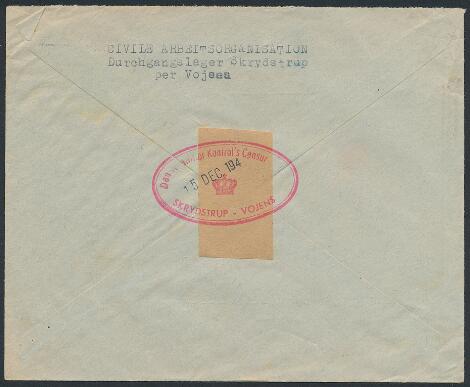 CIVILE ARBEITSORGANISATION
Durchgangslager Skrydstrup
per Vojens
Kontrol's Censur
15 DEC. 194
SKRYDSTRUP - VOJENS